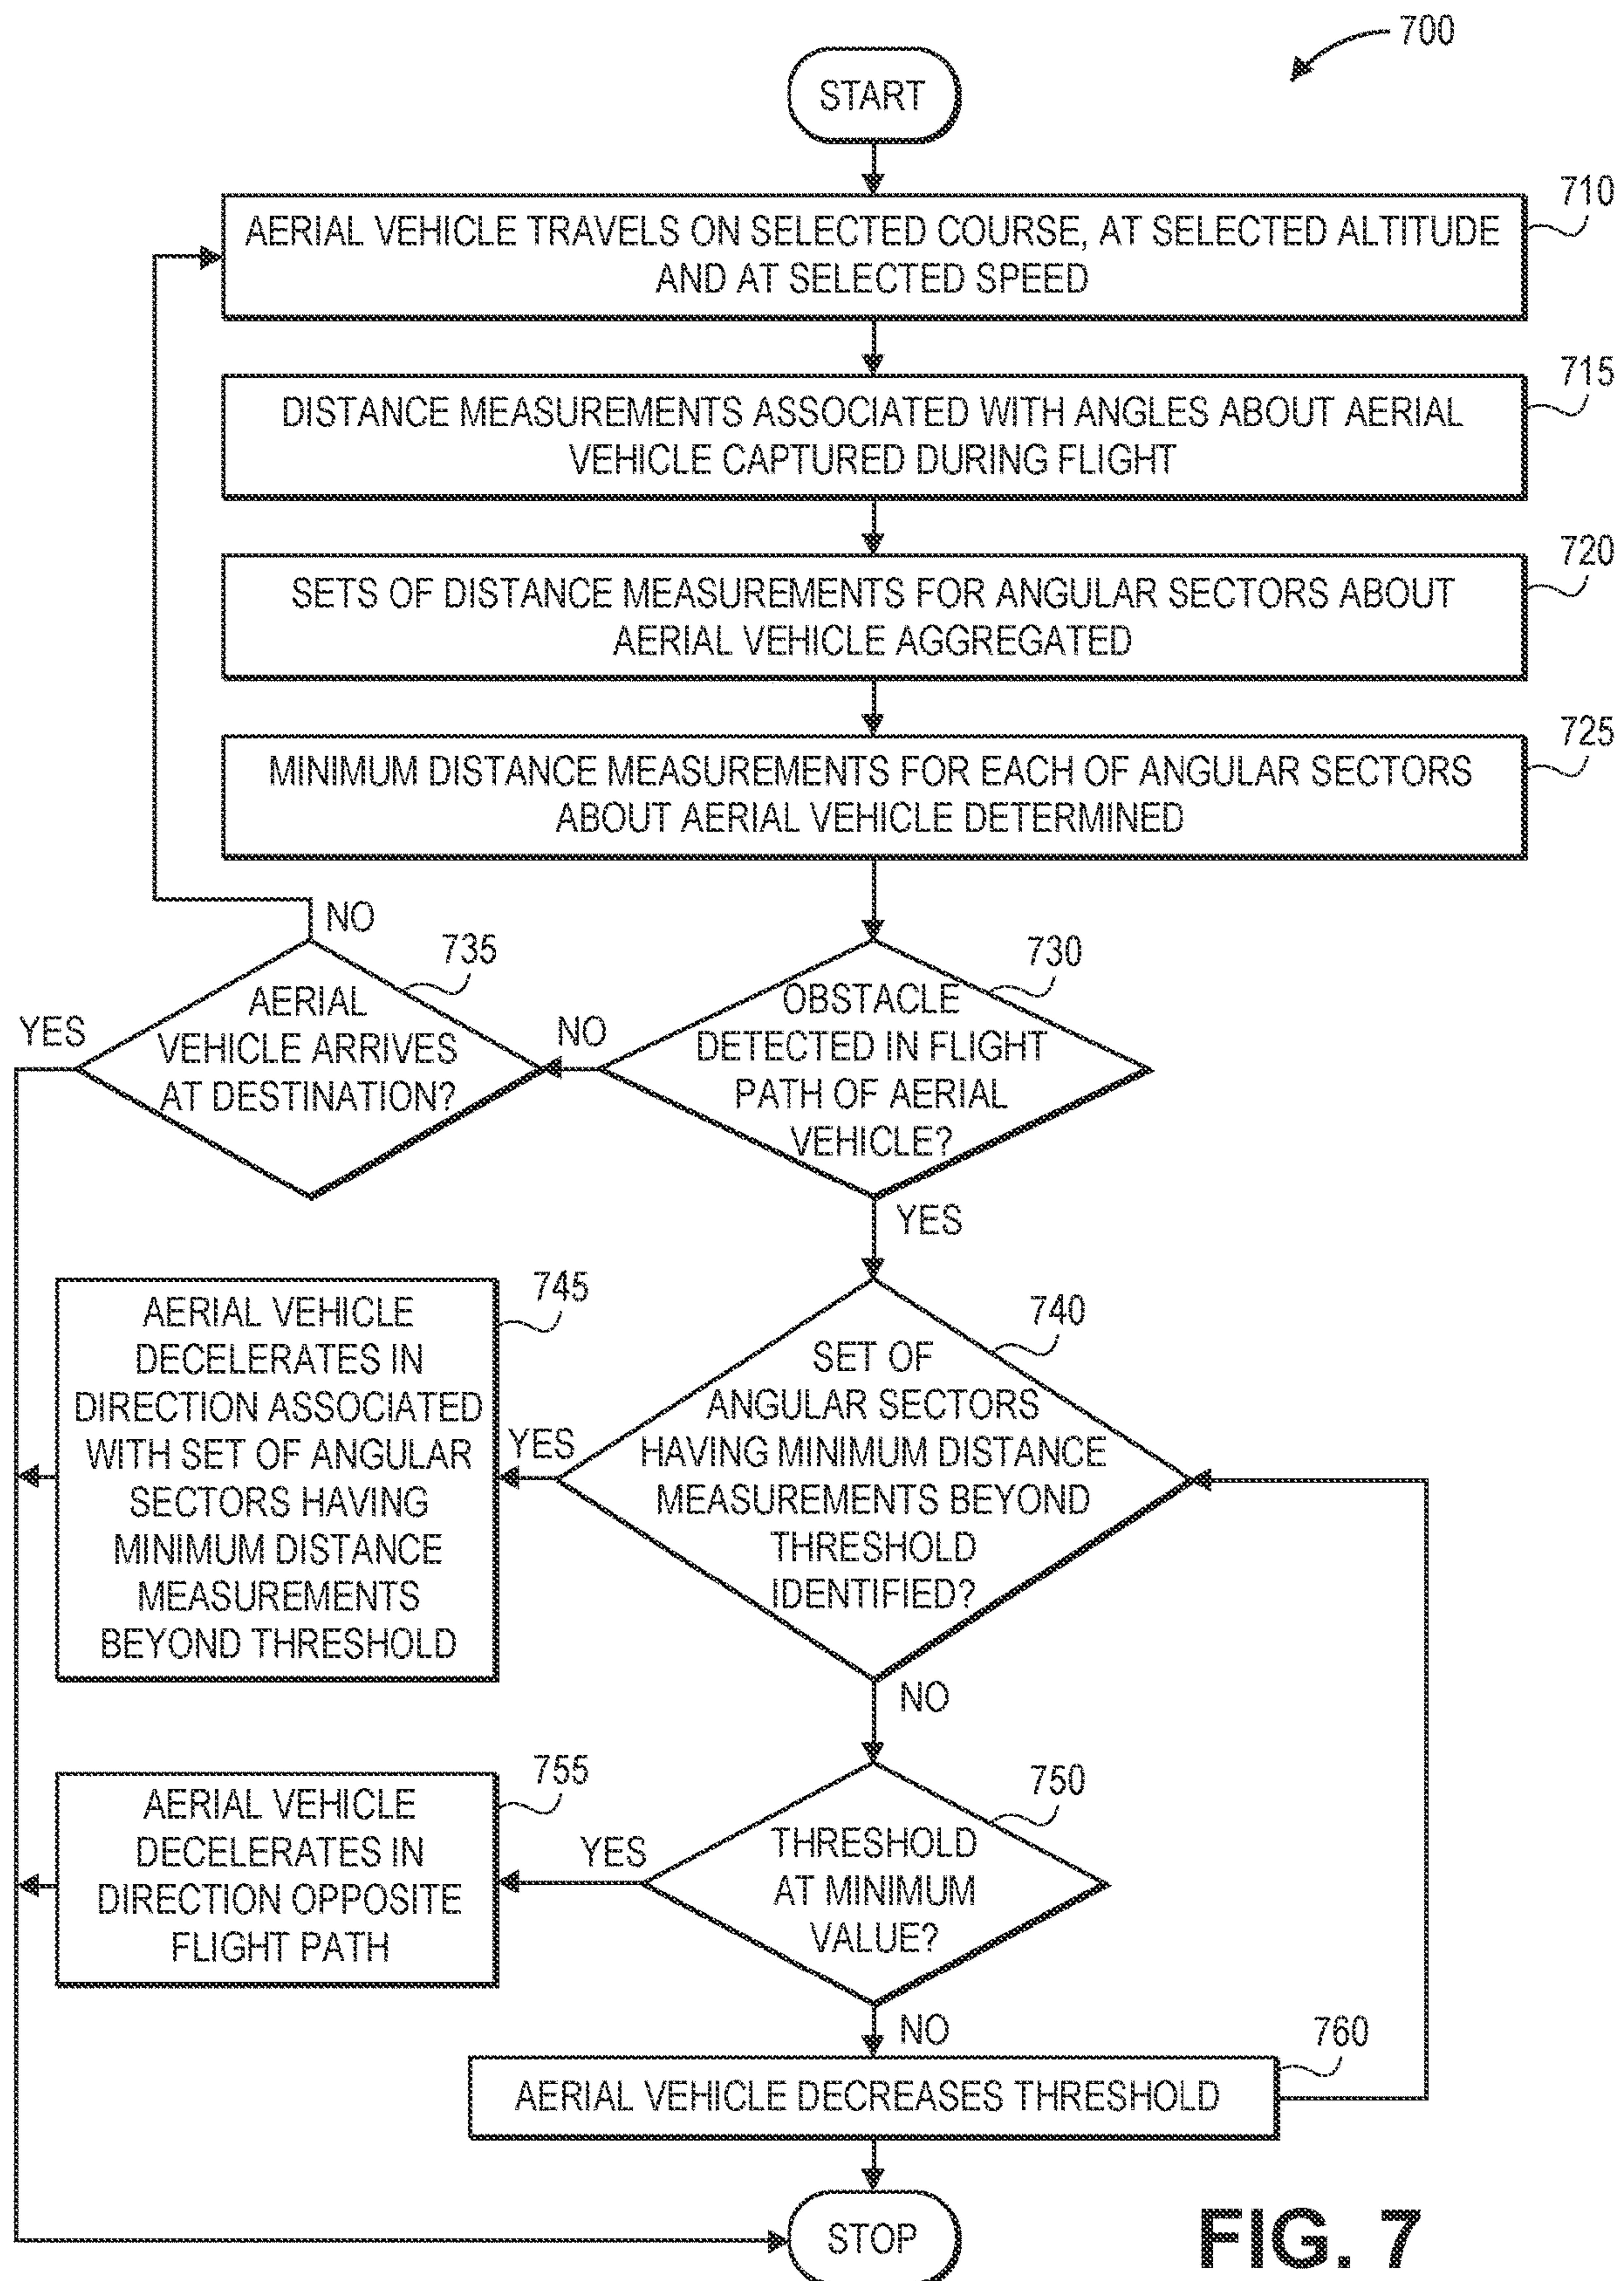 700
START
710
AERIAL VEHICLE TRAVELS ON SELECTED COURSE, AT SELECTED ALTITUDE
AND AT SELECTED SPEED
715
DISTANCE MEASUREMENTS ASSOCIATED WITH ANGLES ABOUT AERIAL
VEHICLE CAPTURED DURING FLIGHT
720
SETS OF DISTANCE MEASUREMENTS FOR ANGULAR SECTORS ABOUT
AERIAL VEHICLE AGGREGATED
725
MINIMUM DISTANCE MEASUREMENTS FOR EACH OF ANGULAR SECTORS
ABOUT AERIAL VEHICLE DETERMINED
NO
735
AERIAL
VEHICLE ARRIVES
AT DESTINATION?
YES
NO
730
OBSTACLE
DETECTED IN FLIGHT
PATH OF AERIAL
VEHICLE?
YES
745
AERIAL VEHICLE
DECELERATES IN
DIRECTION ASSOCIATED
WITH SET OF ANGULAR
SECTORS HAVING
MINIMUM DISTANCE
MEASUREMENTS
BEYOND THRESHOLD
YES
740
SET OF
ANGULAR SECTORS
HAVING MINIMUM DISTANCE
MEASUREMENTS BEYOND
THRESHOLD
IDENTIFIED?
NO
755
AERIAL VEHICLE
DECELERATES IN
DIRECTION OPPOSITE
FLIGHT PATH
YES
750
THRESHOLD
AT MINIMUM
VALUE?
NO
760
AERIAL VEHICLE DECREASES THRESHOLD
STOP
FIG. 7